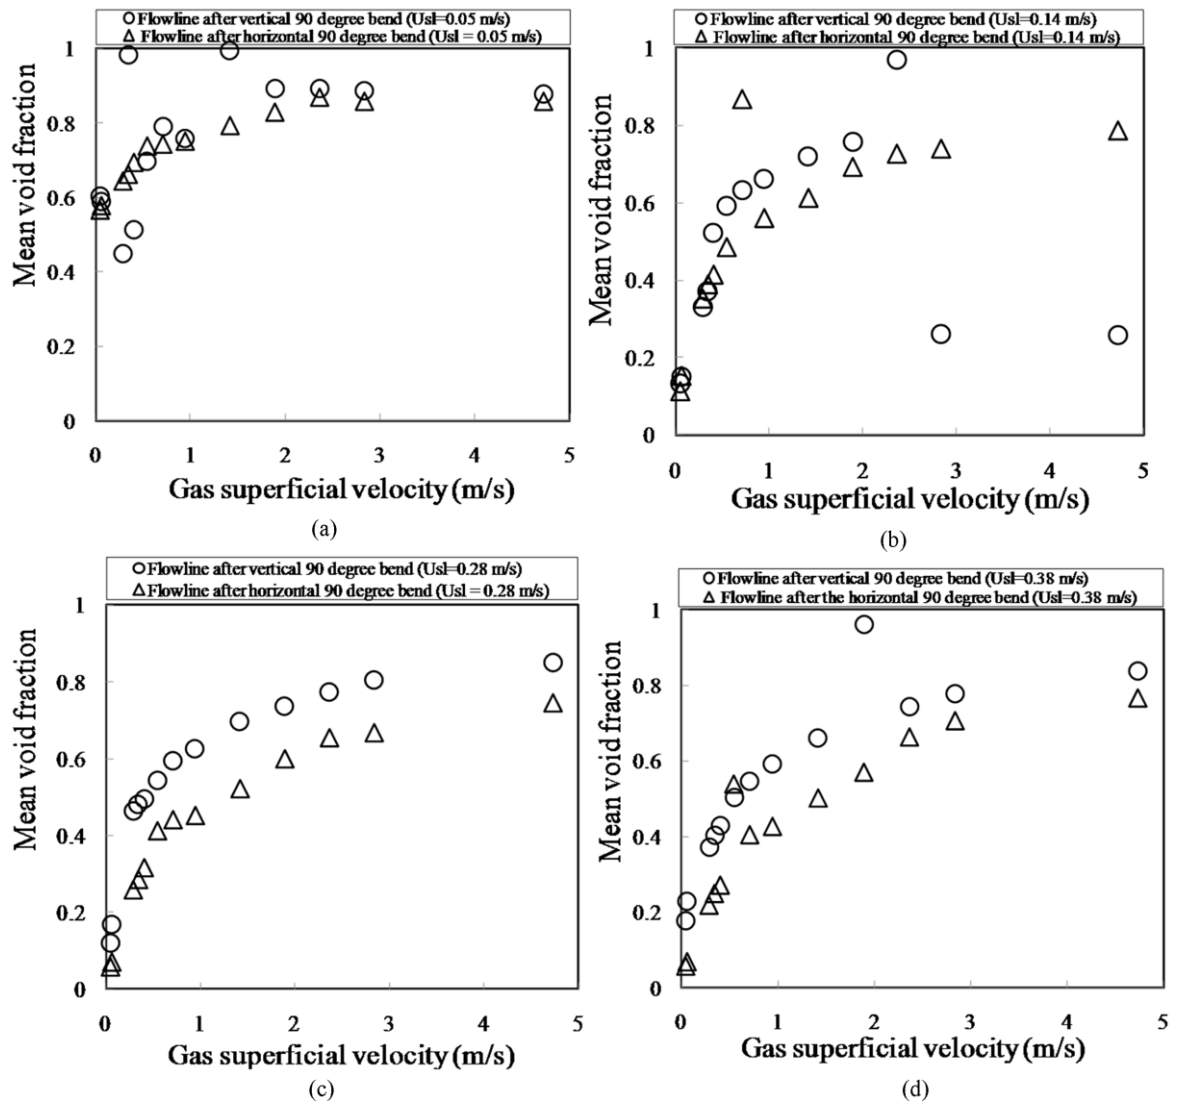 Flowline after vertical 90 degree bend (Usl=0.05 m/s)
Flowline after horizontal 90 degree bend (Usl = 0.05 m/s)
1
0.8
0.6
0.4
0.2
0
0 1 2 3 4 5
Mean void fraction
Gas superficial velocity (m/s)
(a)
Flowline after vertical 90 degree bend (Usl=0.14 m/s)
Flowline after horizontal 90 degree bend (Usl=0.14 m/s)
1
0.8
0.6
0.4
0.2
0
0 1 2 3 4 5
Mean void fraction
Gas superficial velocity (m/s)
(b)
Flowline after vertical 90 degree bend (Usl=0.28 m/s)
Flowline after horizontal 90 degree bend (Usl = 0.28 m/s)
1
0.8
0.6
0.4
0.2
0
0 1 2 3 4 5
Mean void fraction
Gas superficial velocity (m/s)
(c)
Flowline after vertical 90 degree bend (Usl=0.38 m/s)
Flowline after the horizontal 90 degree bend (Usl=0.38 m/s)
1
0.8
0.6
0.4
0.2
0
0 1 2 3 4 5
Mean void fraction
Gas superficial velocity (m/s)
(d)